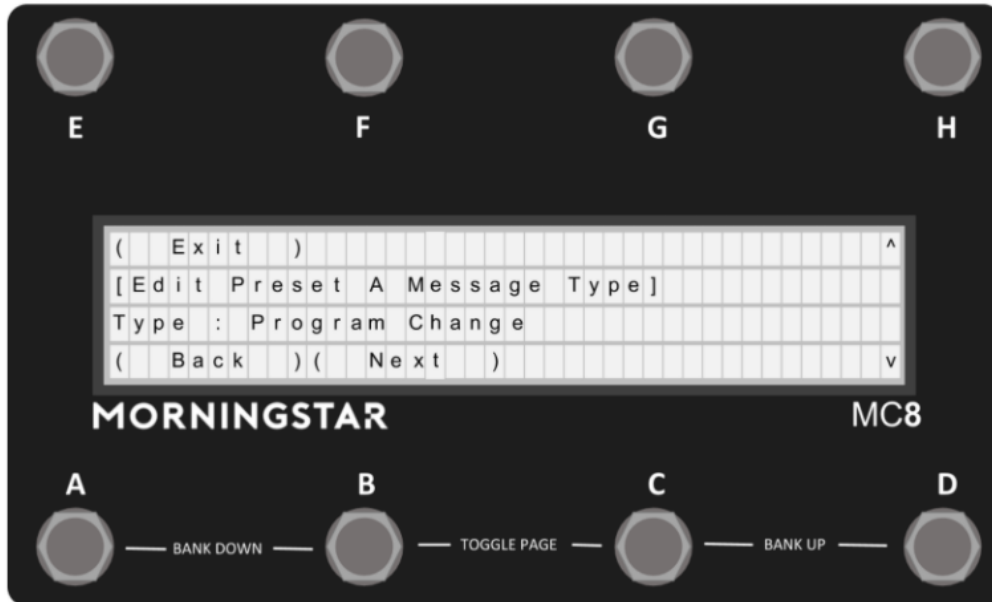 E F G H
( Exit ) ^
[Edit Preset A Message Type]
Type : Program Change
( Back )( Next ) v
MORNINGSTAR MC8
A B C D
BANK DOWN TOGGLE PAGE BANK UP